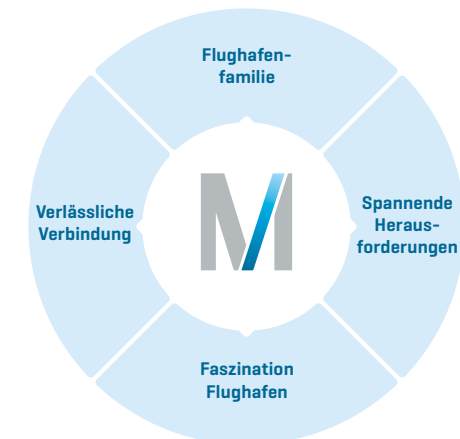 Flughafen-
familie
Verlässliche
Verbindung
M
Spannende
Heraus-
forderungen
Faszination
Flughafen